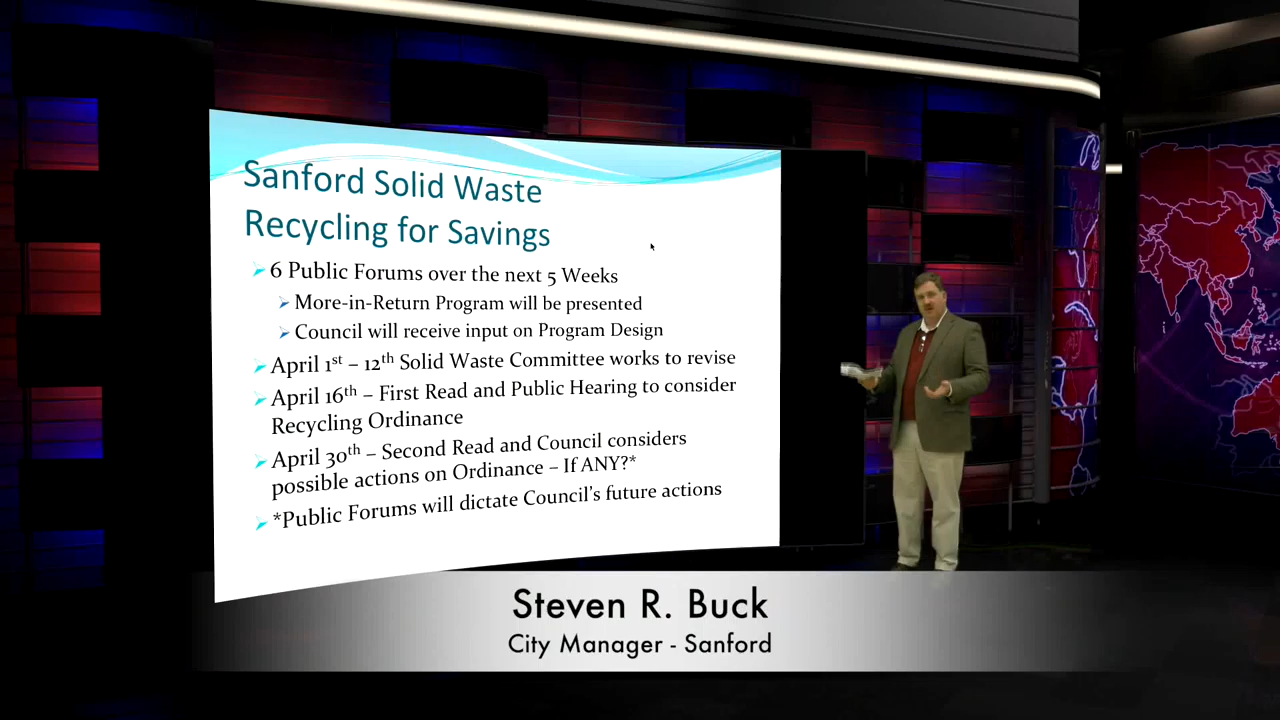 Sanford Solid Waste
Recycling for Savings
6 Public Forums over the next 5 Weeks
More-in-Return Program will be presented
Council will receive input on Program Design
April 1st – 12th Solid Waste Committee works to revise
April 16th – First Read and Public Hearing to consider
Recycling Ordinance
April 30th – Second Read and Council considers
possible actions on Ordinance – If ANY?*
*Public Forums will dictate Council's future actions
Steven R. Buck
City Manager - Sanford